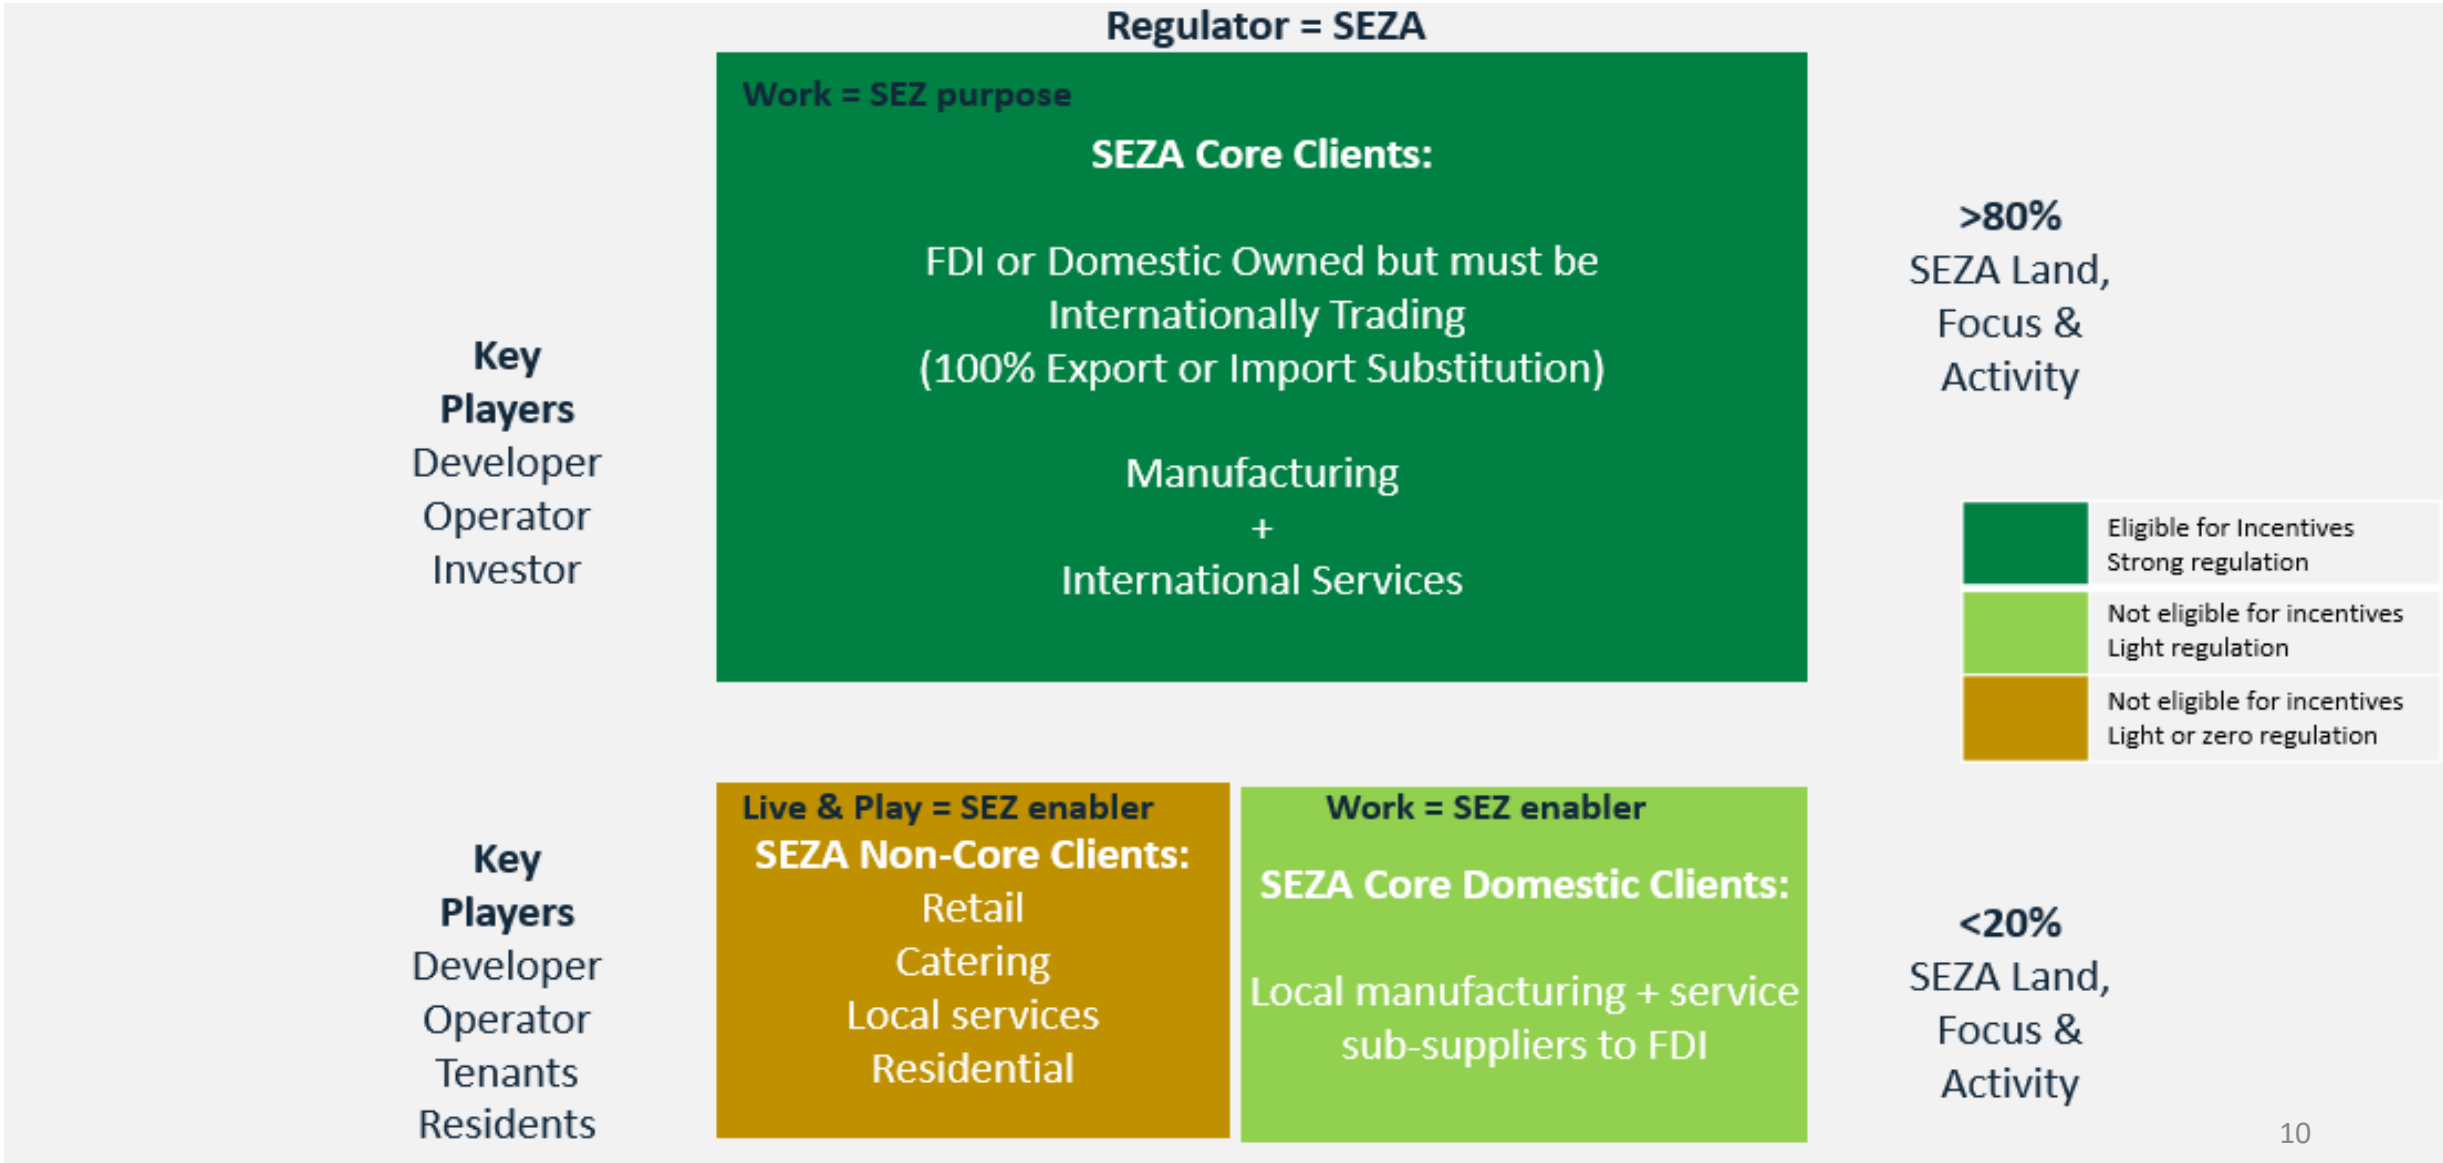 Regulator = SEZA
Work = SEZ purpose
SEZA Core Clients:
FDI or Domestic Owned but must be
Internationally Trading
(100% Export or Import Substitution)
Manufacturing
+
International Services
Key
Players
Developer
Operator
Investor
>80%
SEZA Land,
Focus &
Activity
Eligible for Incentives
Strong regulation
Not eligible for incentives
Light regulation
Not eligible for incentives
Light or zero regulation
Key
Players
Developer
Operator
Tenants
Residents
Live & Play = SEZ enabler
SEZA Non-Core Clients:
Retail
Catering
Local services
Residential
Work = SEZ enabler
SEZA Core Domestic Clients:
Local manufacturing + service
sub-suppliers to FDI
<20%
SEZA Land,
Focus &
Activity
10